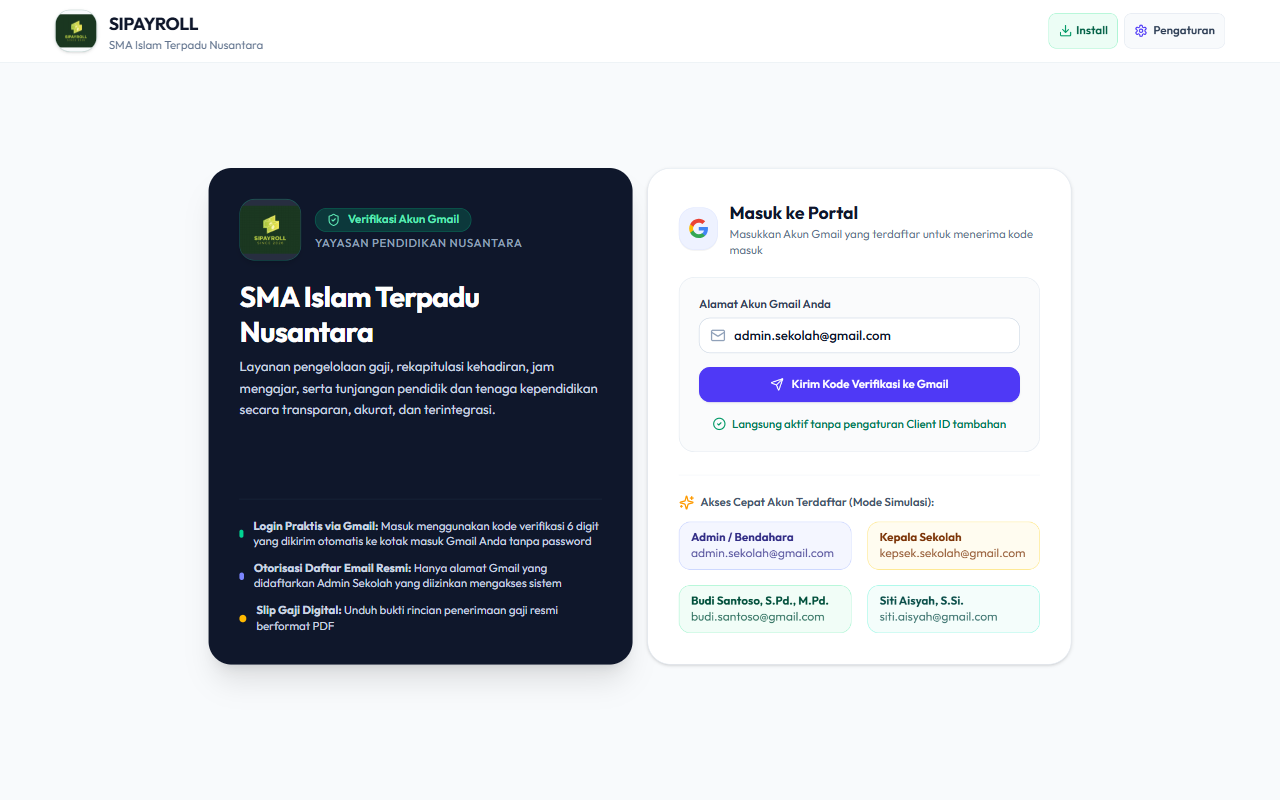 SIPAYROLL
SMA Islam Terpadu Nusantara
Install
Pengaturan
SIPAYROLL
Verifikasi Akun Gmail
YAYASAN PENDIDIKAN NUSANTARA
SMA Islam Terpadu
Nusantara
Layanan pengelolaan gaji, rekapitulasi kehadiran, jam
mengajar, serta tunjangan pendidik dan tenaga kependidikan
secara transparan, akurat, dan terintegrasi.
Login Praktis via Gmail: Masuk menggunakan kode verifikasi 6 digit
yang dikirim otomatis ke kotak masuk Gmail Anda tanpa password
Otorisasi Daftar Email Resmi: Hanya alamat Gmail yang
didaftarkan Admin Sekolah yang diizinkan mengakses sistem
Slip Gaji Digital: Unduh bukti rincian penerimaan gaji resmi
berformat PDF
Masuk ke Portal
Masukkan Akun Gmail yang terdaftar untuk menerima kode
masuk
Alamat Akun Gmail Anda
admin.sekolah@gmail.com
Kirim Kode Verifikasi ke Gmail
Langsung aktif tanpa pengaturan Client ID tambahan
Akses Cepat Akun Terdaftar (Mode Simulasi):
Admin / Bendahara
admin.sekolah@gmail.com
Kepala Sekolah
kepsek.sekolah@gmail.com
Budi Santoso, S.Pd., M.Pd.
budi.santoso@gmail.com
Siti Aisyah, S.Si.
siti.aisyah@gmail.com